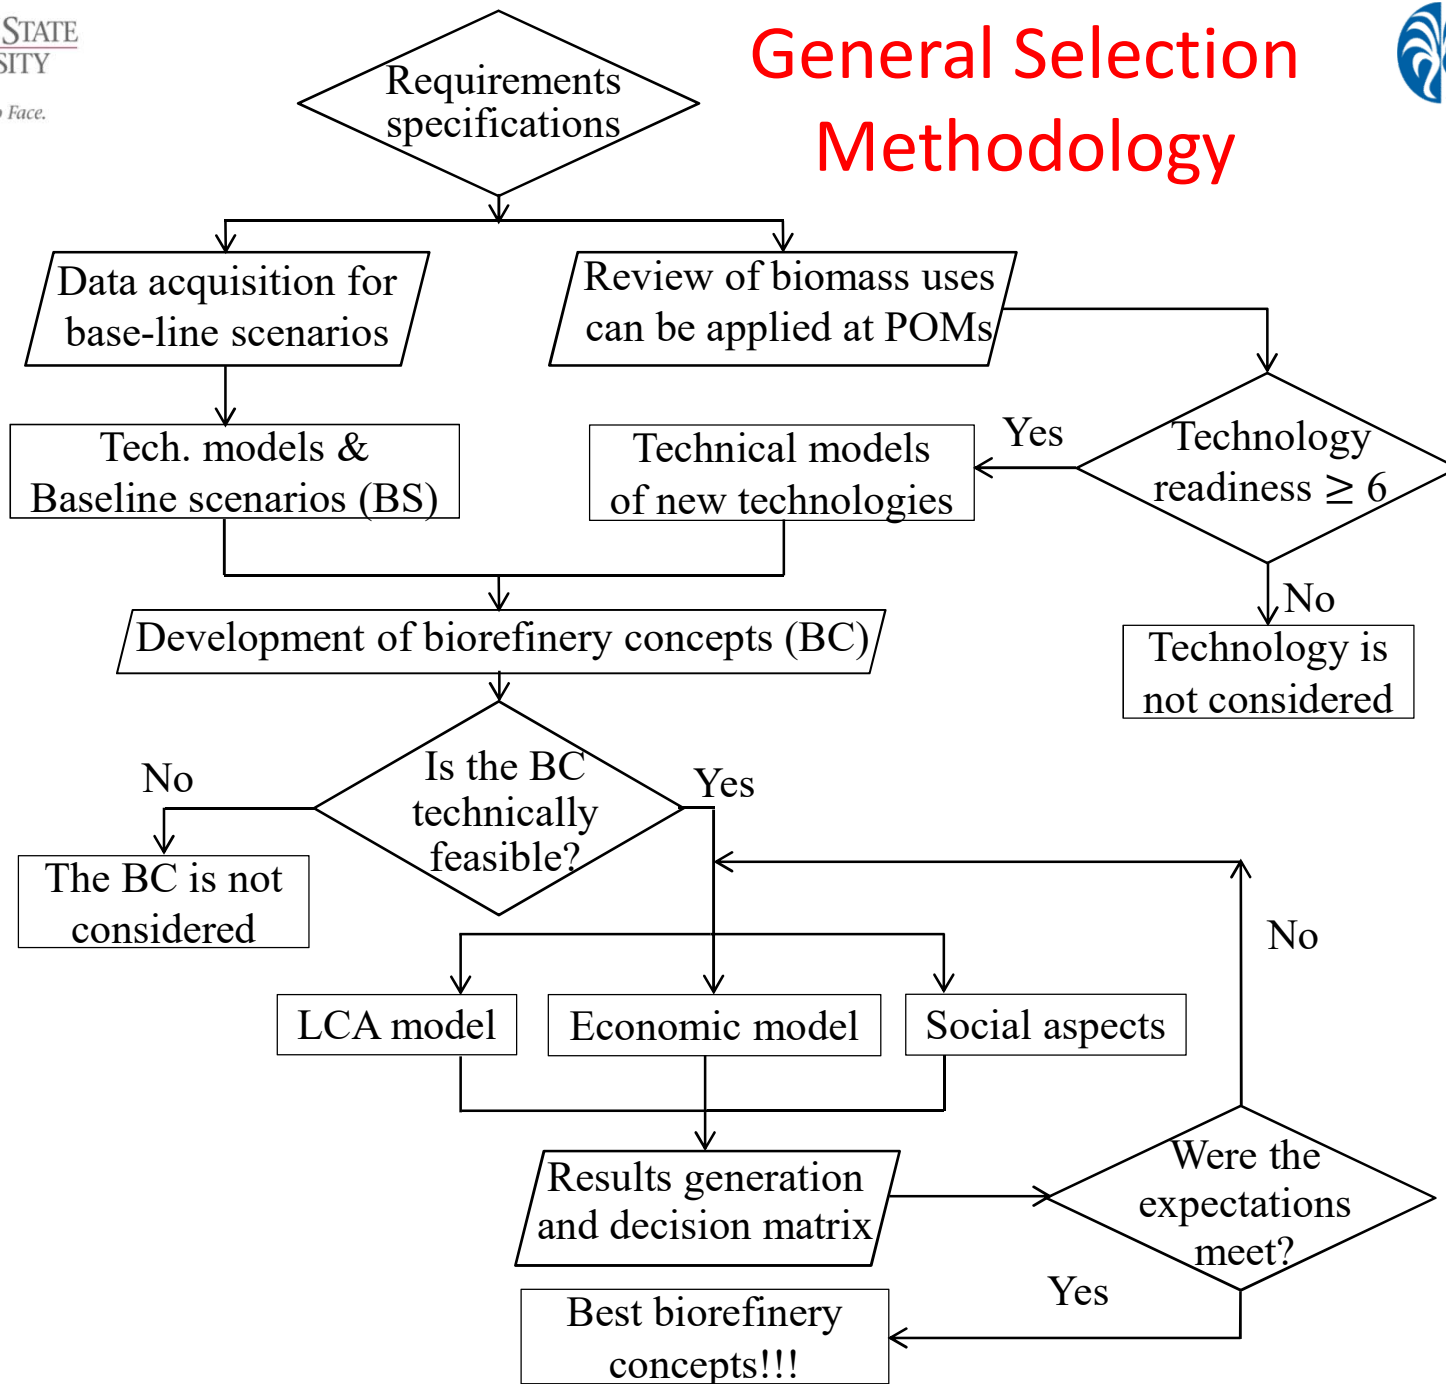 STATE
SITY
Face.
General Selection
Methodology
Requirements
specifications
Data acquisition for
base-line scenarios
Review of biomass uses
can be applied at POMs
Tech. models &
Baseline scenarios (BS)
Technical models
of new technologies
Yes
Technology
readiness ≥ 6
No
Technology is
not considered
Development of biorefinery concepts (BC)
Is the BC
technically
feasible?
No
Yes
The BC is not
considered
No
LCA model
Economic model
Social aspects
Results generation
and decision matrix
Were the
expectations
meet?
Yes
Best biorefinery
concepts!!!